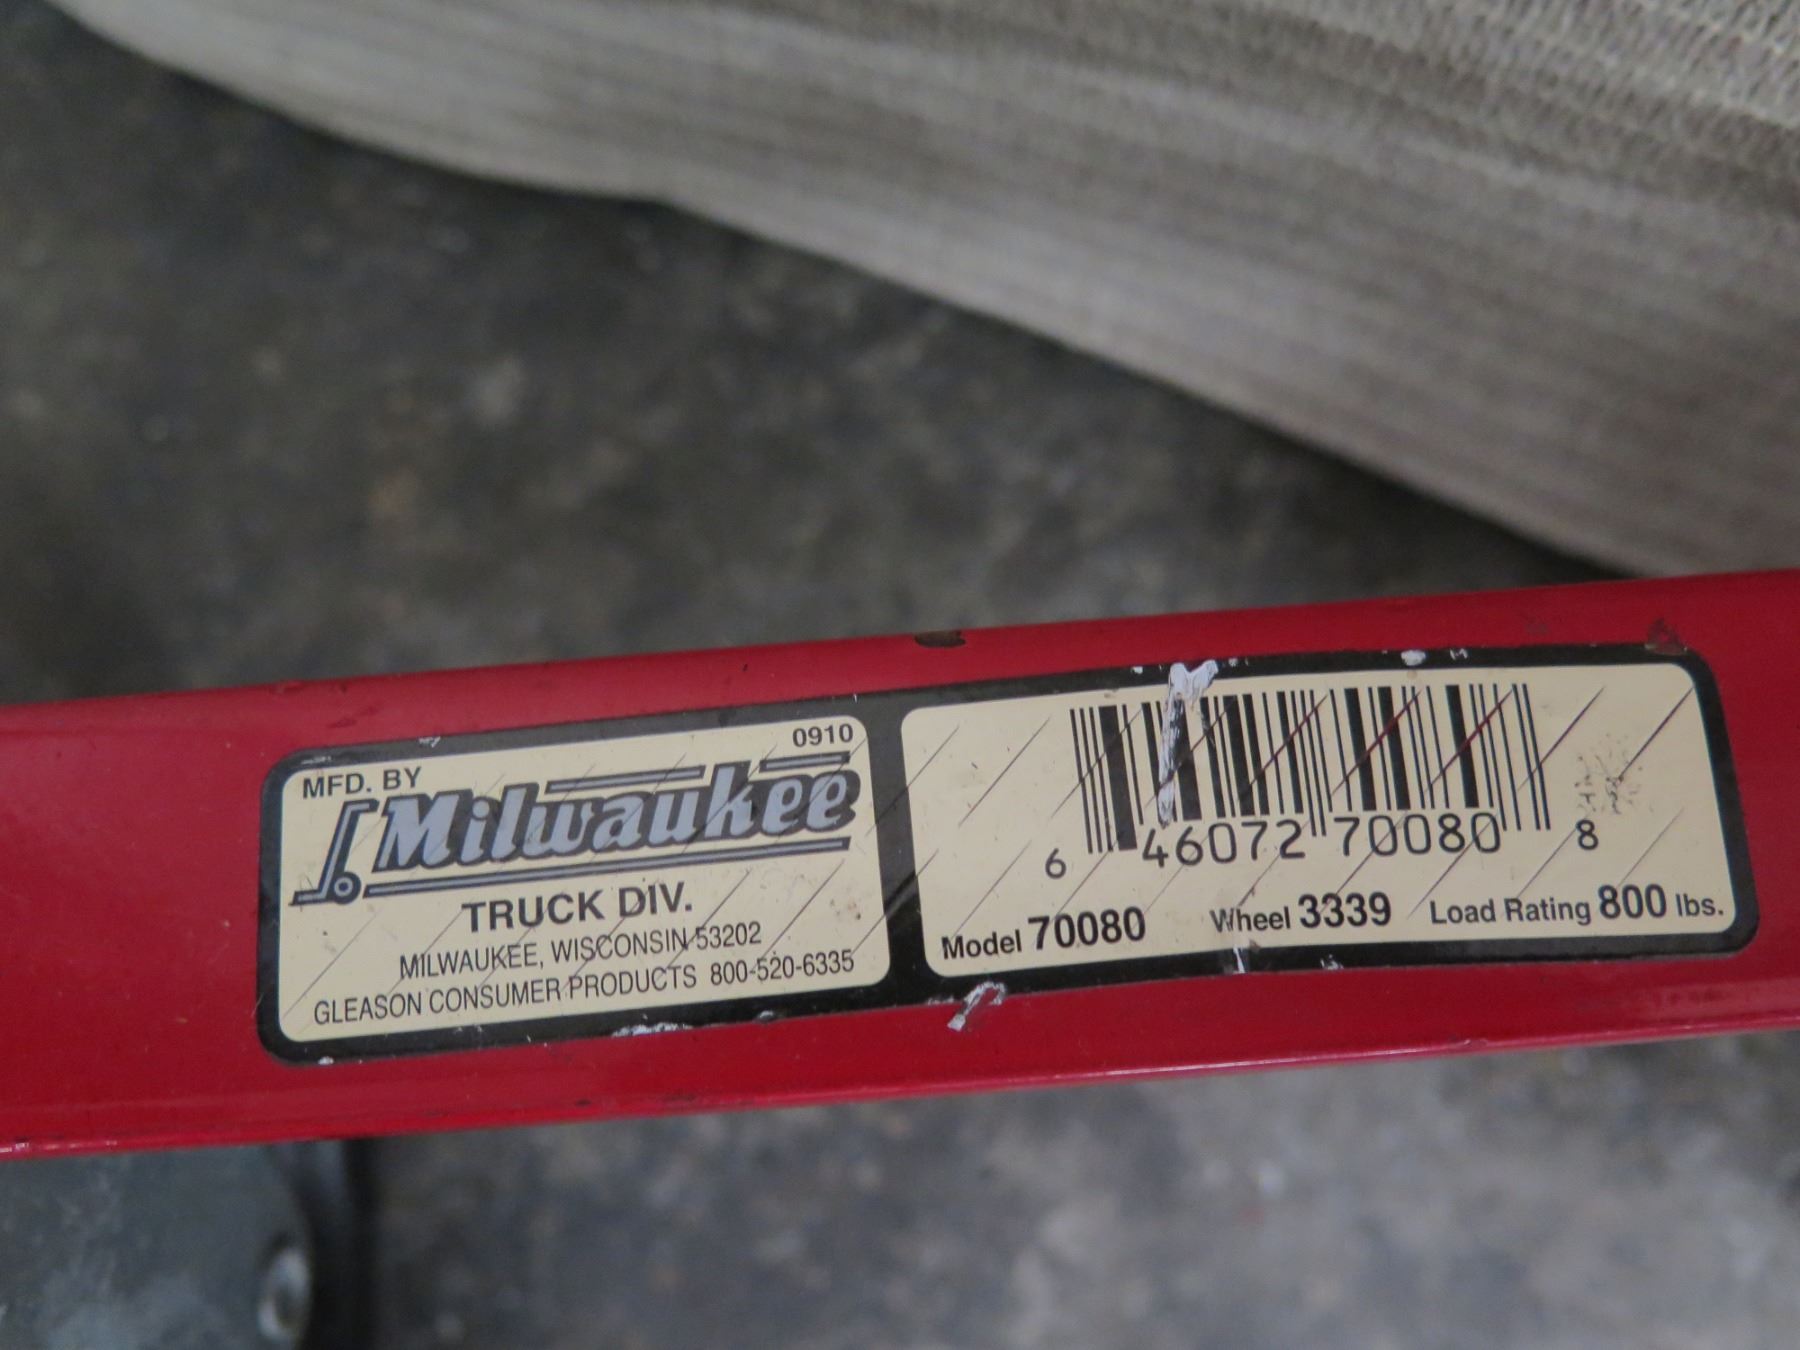 0910
MFD. BY
Milwaukee
TRUCK DIV.
MILWAUKEE, WISCONSIN 53202
GLEASON CONSUMER PRODUCTS 800-520-6335
6 46072 70080 8
Model 70080 Wheel 3339 Load Rating 800 lbs.